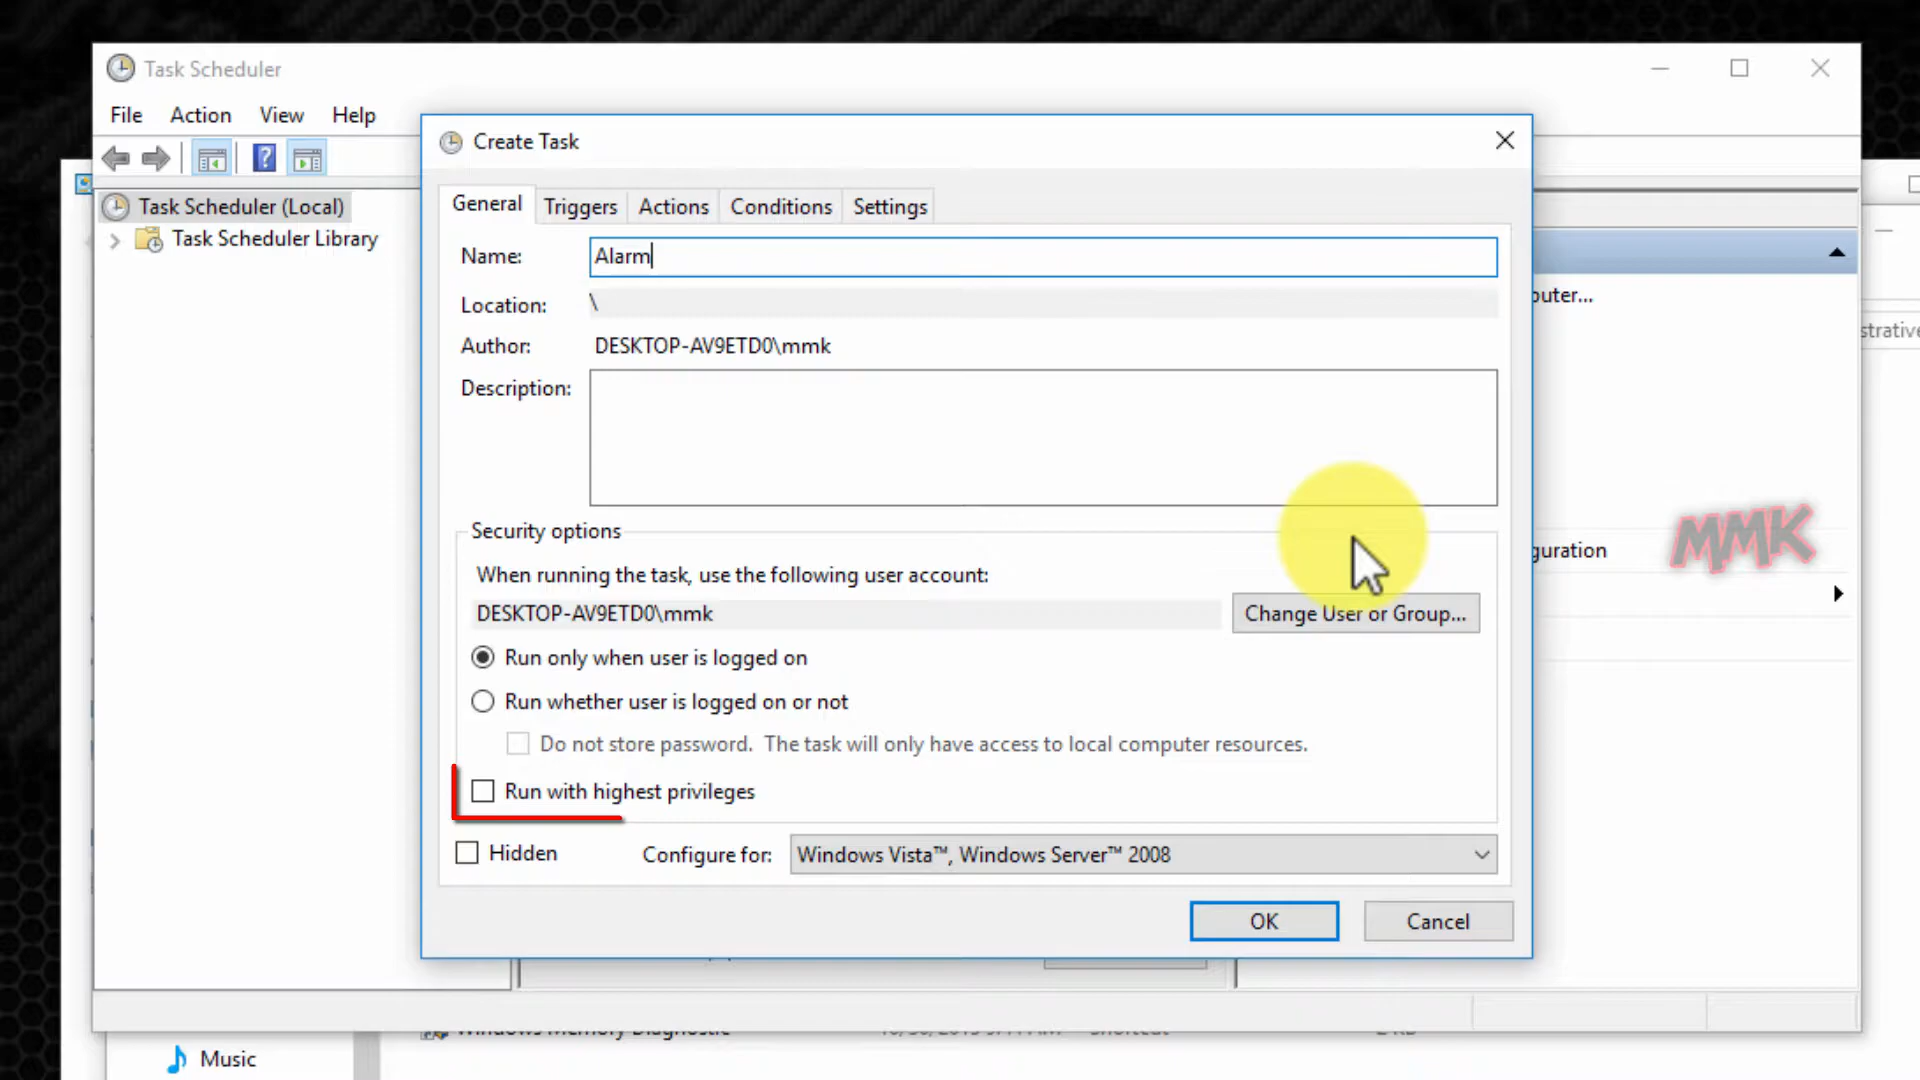 Task Scheduler
File Action View Help
Task Scheduler (Local)
Task Scheduler Library
Create Task
General Triggers Actions Conditions Settings
Name: Alarm
Location: \
Author: DESKTOP-AV9ETD0\mmk
Description:
Security options
When running the task, use the following user account:
DESKTOP-AV9ETD0\mmk Change User or Group...
Run only when user is logged on
Run whether user is logged on or not
Do not store password. The task will only have access to local computer resources.
Run with highest privileges
Hidden Configure for: Windows Vista™, Windows Server™ 2008
OK Cancel
puter...
strative
guration
MMK
Windows Memory Diagnostic Shortcut
Music